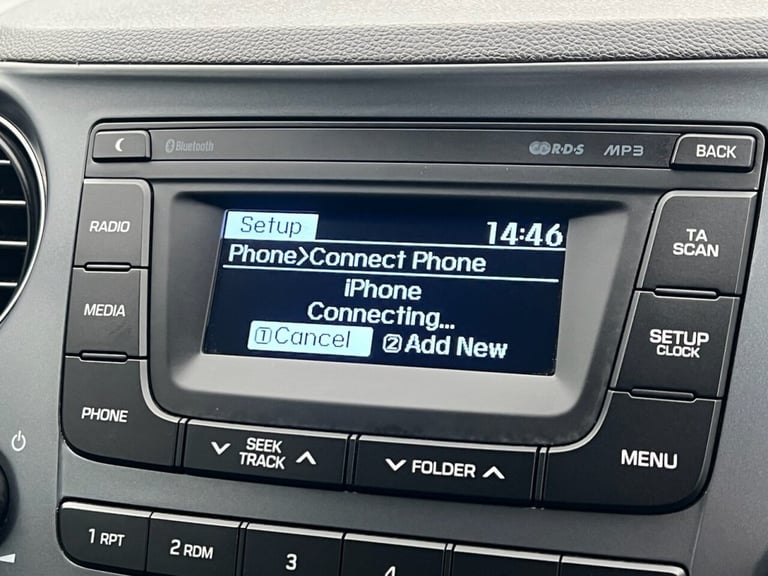 Bluetooth R·D·S MP3 BACK
RADIO
MEDIA
PHONE
Setup 14:46
Phone>Connect Phone
iPhone
Connecting...
1Cancel 2Add New
TA
SCAN
SETUP
CLOCK
MENU
SEEK
TRACK
FOLDER
1 RPT 2 RDM 3 4